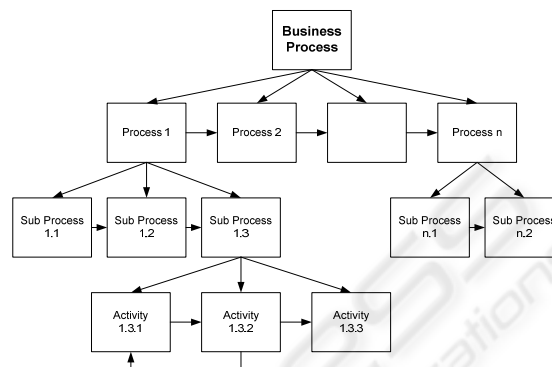 Business
Process
Process 1
Process 2
Process n
Sub Process
1.1
Sub Process
1.2
Sub Process
1.3
Sub Process
n.1
Sub Process
n.2
Activity
1.3.1
Activity
1.3.2
Activity
1.3.3